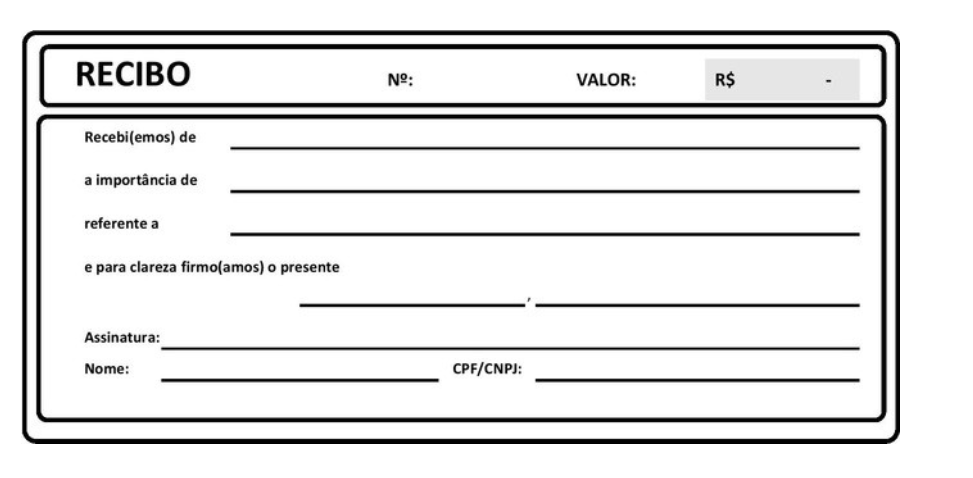 RECIBO Nº: VALOR: R$ -
Recebi(emos) de
a importância de
referente a
e para clareza firmo(amos) o presente
,
Assinatura:
Nome: CPF/CNPJ: